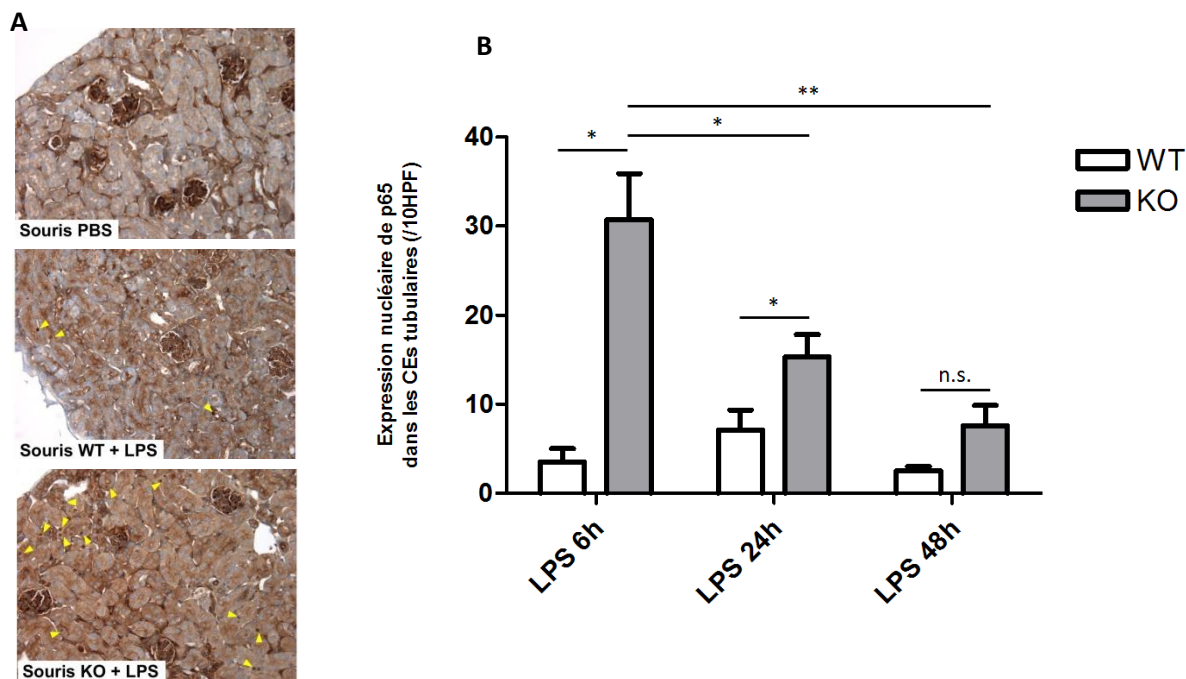 A
Souris PBS
Souris WT + LPS
Souris KO + LPS
B
Expression nucléaire de p65
dans les CEs tubulaires (/10HPF)
40
30
20
10
0
**
*
*
*
n.s.
LPS 6h
LPS 24h
LPS 48h
WT
KO